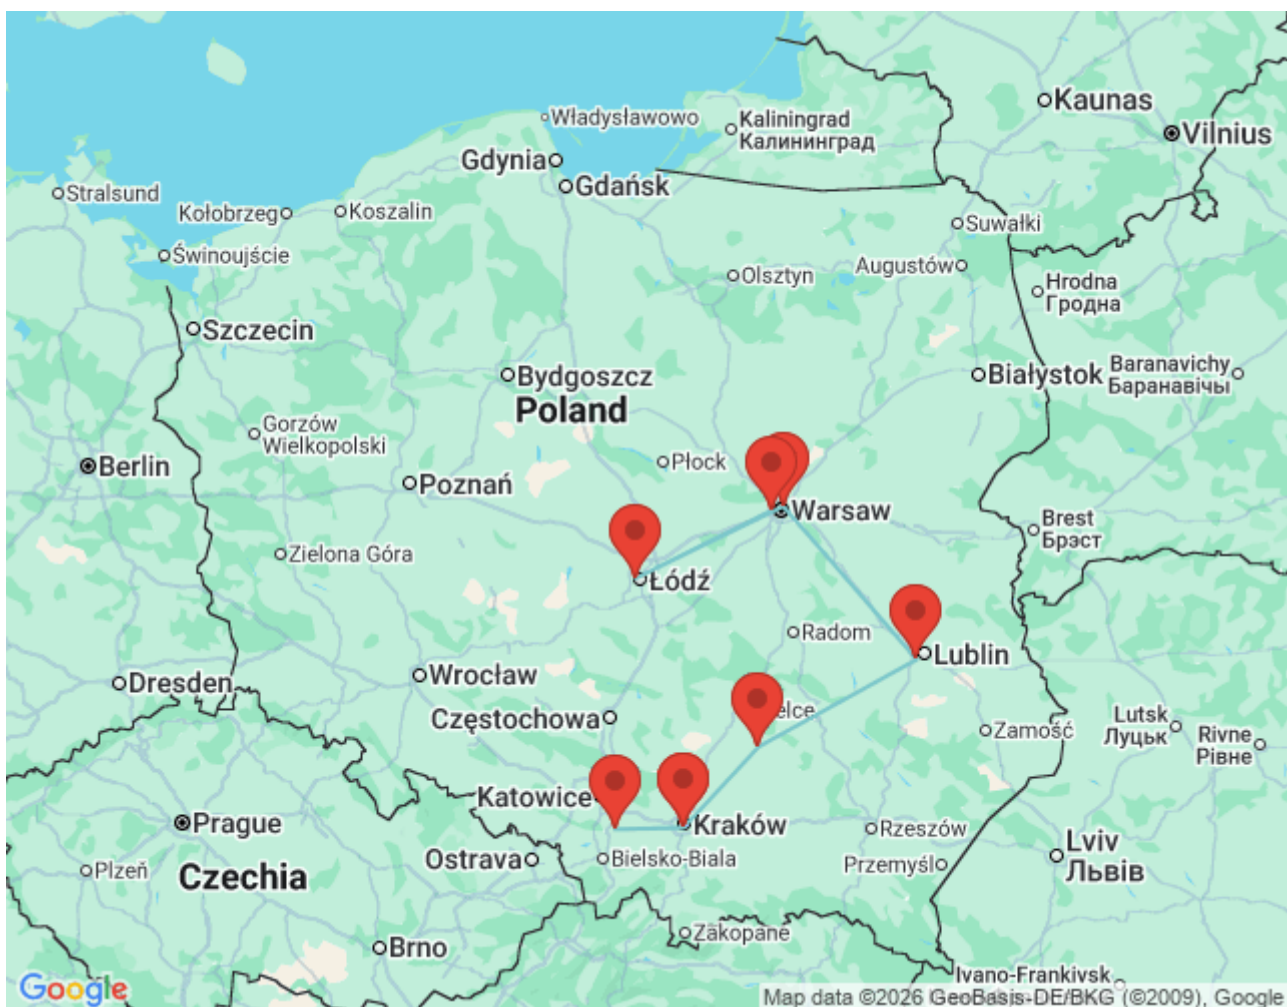 Kaunas
Władysławowo
Kaliningrad
Калининград
Vilnius
Gdynia
Gdańsk
Stralsund
Kołobrzeg
Koszalin
Suwałki
Świnoujście
Augustów
Olsztyn
Hrodna
Гродна
Szczecin
Bydgoszcz
Białystok
Baranavichy
Баранавічы
Poland
Gorzów
Wielkopolski
Berlin
Płock
Poznań
Warsaw
Brest
Брэст
Zielona Góra
Łódź
Radom
Lublin
Wrocław
Dresden
elce
Częstochowa
Zamość
Lutsk
Луцьк
Rivne
Рівне
Katowice
Prague
Kraków
Rzeszów
Lviv
Львів
Ostrava
Bielsko-Biala
Przemyśl
Plzeň
Czechia
Zakopane
Brno
Ivano-Frankivsk
Google
Map data ©2026 GeoBasis-DE/BKG (©2009), Google